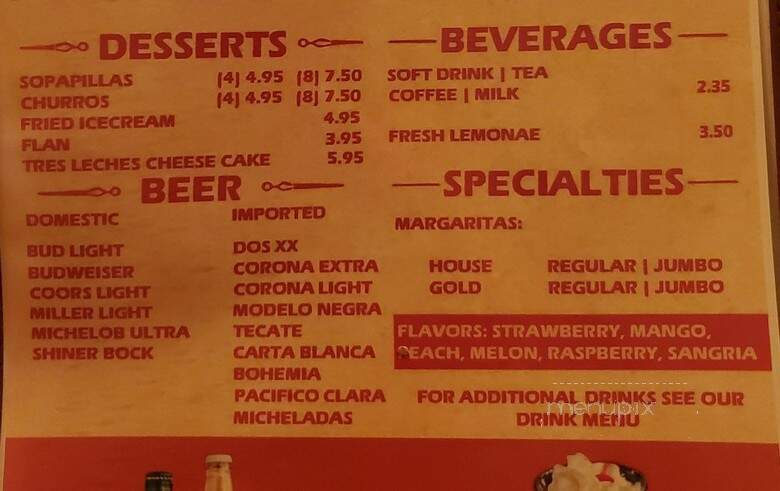 DESSERTS
SOPAPILLAS (4) 4.95 (8) 7.50
CHURROS (4) 4.95 (8) 7.50
FRIED ICECREAM 4.95
FLAN 3.95
TRES LECHES CHEESE CAKE 5.95
BEER
DOMESTIC
BUD LIGHT
BUDWEISER
COORS LIGHT
MILLER LIGHT
MICHELOB ULTRA
SHINER BOCK
IMPORTED
DOS XX
CORONA EXTRA
CORONA LIGHT
MODELO NEGRA
TECATE
CARTA BLANCA
BOHEMIA
PACIFICO CLARA
MICHELADAS
BEVERAGES
SOFT DRINK | TEA
COFFEE | MILK 2.35
FRESH LEMONAE 3.50
SPECIALTIES
MARGARITAS:
HOUSE REGULAR | JUMBO
GOLD REGULAR | JUMBO
FLAVORS: STRAWBERRY, MANGO,
PEACH, MELON, RASPBERRY, SANGRIA
FOR ADDITIONAL DRINKS SEE OUR
DRINK MENU
menupix